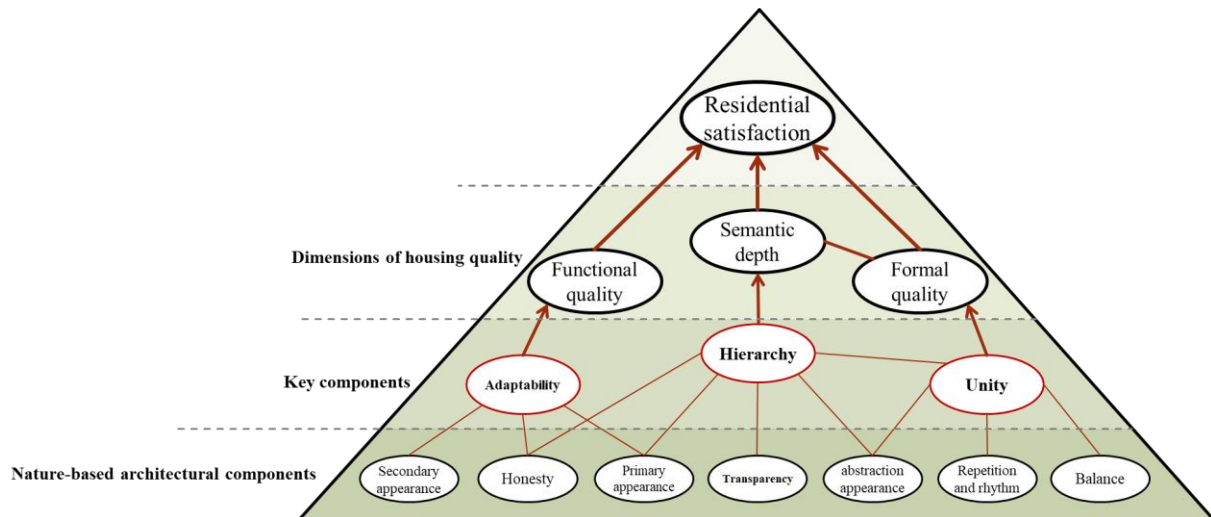 Residential
satisfaction
Dimensions of housing quality
Semantic
depth
Functional
quality
Formal
quality
Key components
Adaptability
Hierarchy
Unity
Nature-based architectural components
Secondary
appearance
Honesty
Primary
appearance
Transparency
abstraction
appearance
Repetition
and rhythm
Balance